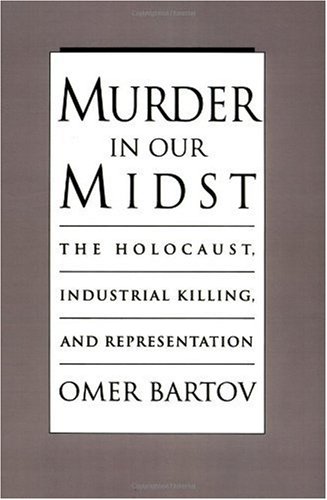 MURDER
IN OUR
MIDST
THE HOLOCAUST,
INDUSTRIAL KILLING,
AND REPRESENTATION
OMER BARTOV